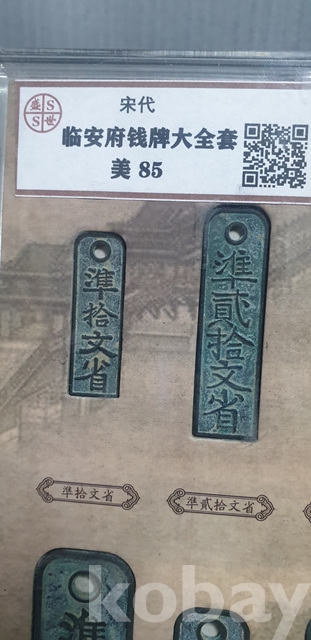 盛 S
S 世
宋代
临安府钱牌大全套
美 85
準拾文省
準貳拾文省
準拾文省
準貳拾文省
準
kobay